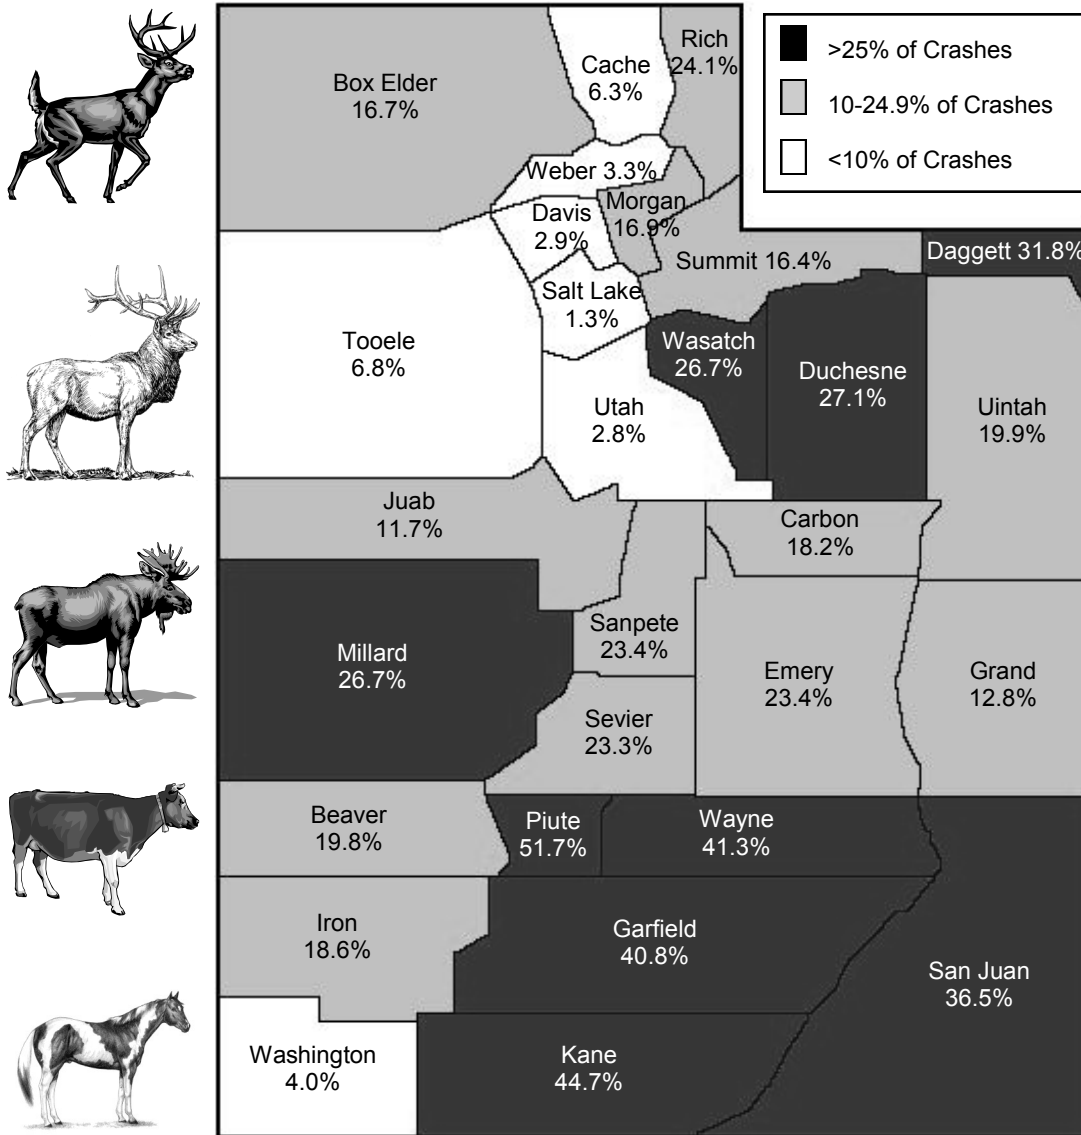 >25% of Crashes
10-24.9% of Crashes
<10% of Crashes
Box Elder
16.7%
Cache
6.3%
Rich
24.1%
Weber 3.3%
Morgan
16.9%
Davis
2.9%
Summit 16.4%
Daggett 31.8%
Salt Lake
1.3%
Tooele
6.8%
Wasatch
26.7%
Duchesne
27.1%
Uintah
19.9%
Utah
2.8%
Juab
11.7%
Carbon
18.2%
Millard
26.7%
Sanpete
23.4%
Emery
23.4%
Grand
12.8%
Sevier
23.3%
Beaver
19.8%
Piute
51.7%
Wayne
41.3%
Iron
18.6%
Garfield
40.8%
San Juan
36.5%
Washington
4.0%
Kane
44.7%